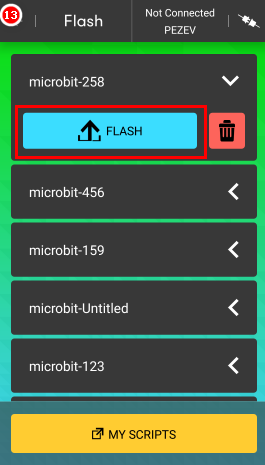 13
Flash
Not Connected
PEZEV
microbit-258
FLASH
microbit-456
microbit-159
microbit-Untitled
microbit-123
MY SCRIPTS